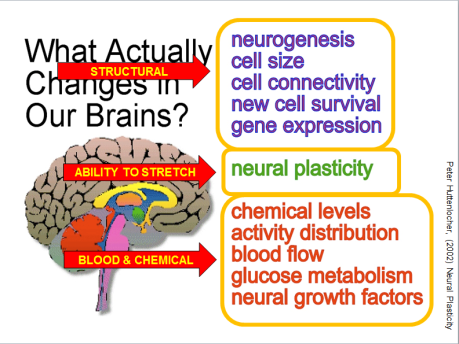 What Actually
Changes in
Our Brains?
STRUCTURAL
neurogenesis
cell size
cell connectivity
new cell survival
gene expression
ABILITY TO STRETCH
neural plasticity
BLOOD & CHEMICAL
chemical levels
activity distribution
blood flow
glucose metabolism
neural growth factors
Peter Huttenlocher, (2002) Neural Plasticity